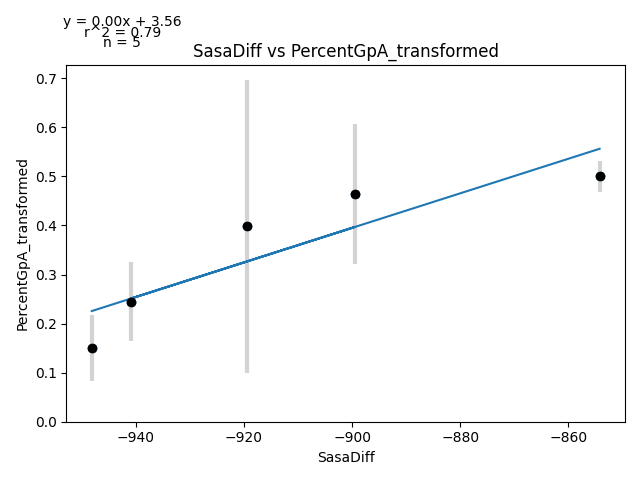 y = 0.00x + 3.56
r^2 = 0.79
n = 5
SasaDiff vs PercentGpA_transformed
PercentGpA_transformed
0.7
0.6
0.5
0.4
0.3
0.2
0.1
0.0
−940
−920
−900
−880
−860
SasaDiff